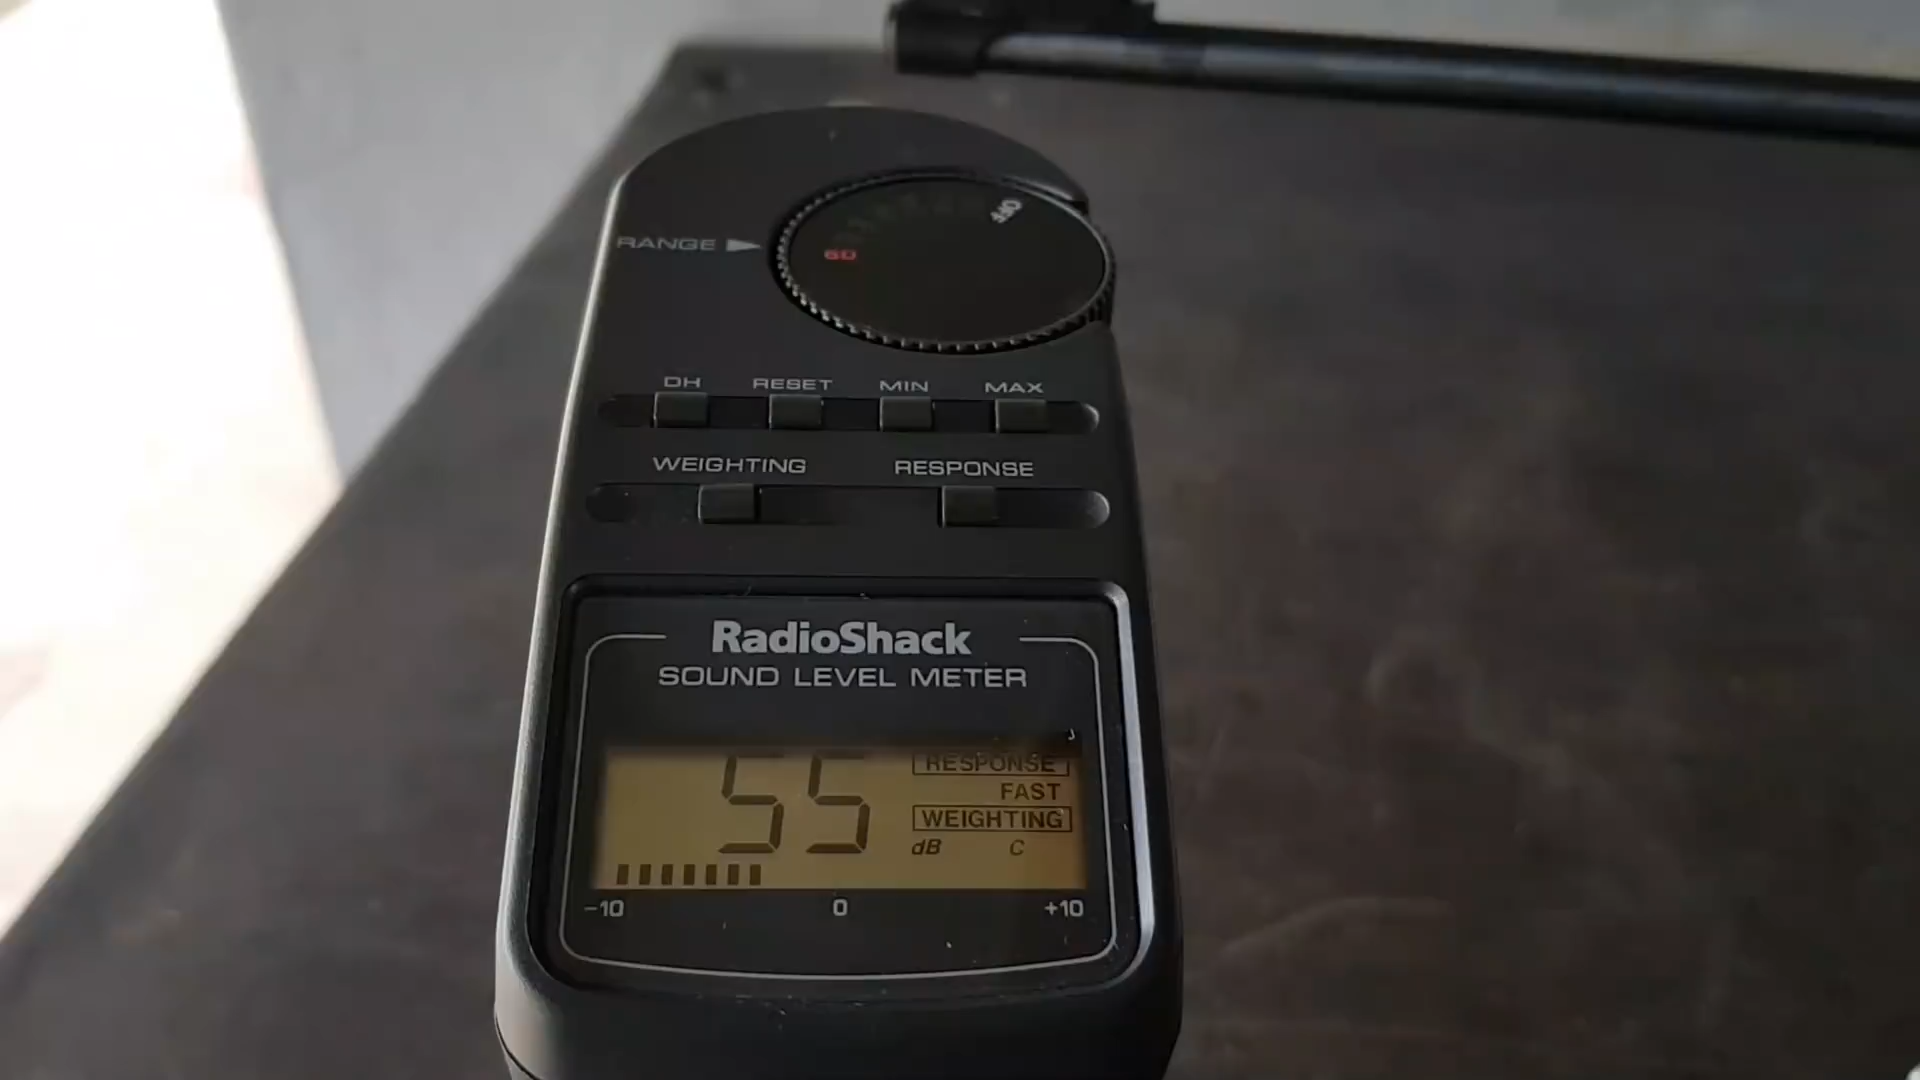 OFF
RANGE 60
DH RESET MIN MAX
WEIGHTING RESPONSE
RadioShack
SOUND LEVEL METER
55
RESPONSE
FAST
WEIGHTING
dB C
-10 0 +10